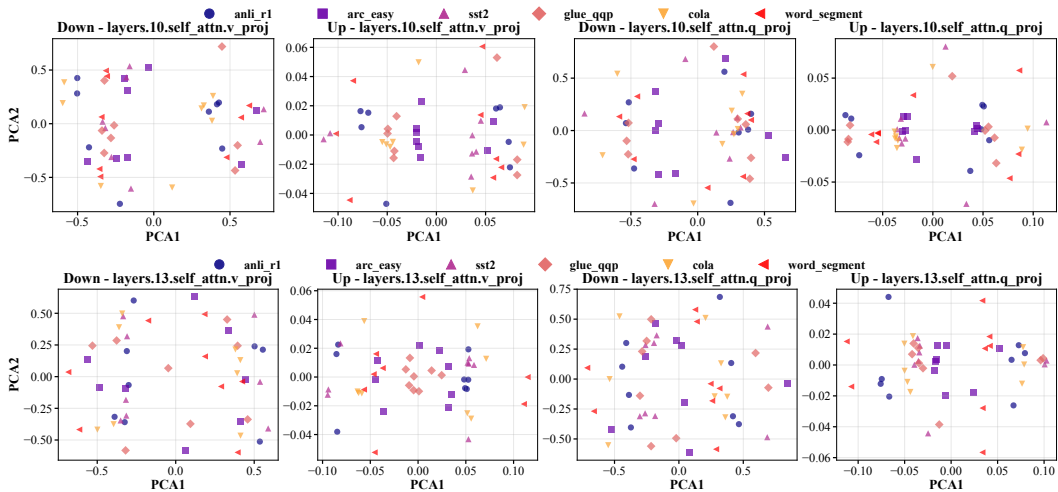 anli_r1 arc_easy sst2 glue_qqp cola word_segment
Down - layers.10.self_attn.v_proj
Up - layers.10.self_attn.v_proj
Down - layers.10.self_attn.q_proj
Up - layers.10.self_attn.q_proj
PCA2
0.5
0.0
−0.5
−0.5 0.0 0.5
PCA1
0.06
0.04
0.02
0.00
−0.02
−0.04
−0.10 −0.05 0.00 0.05
PCA1
0.5
0.0
−0.5
−0.5 0.0 0.5
PCA1
0.05
0.00
−0.05
−0.05 0.00 0.05 0.10
PCA1
anli_r1 arc_easy sst2 glue_qqp cola word_segment
Down - layers.13.self_attn.v_proj
Up - layers.13.self_attn.v_proj
Down - layers.13.self_attn.q_proj
Up - layers.13.self_attn.q_proj
PCA2
0.50
0.25
0.00
−0.25
−0.50
−0.5 0.0 0.5
PCA1
0.06
0.04
0.02
0.00
−0.02
−0.04
−0.10 −0.05 0.00 0.05 0.10
PCA1
0.75
0.50
0.25
0.00
−0.25
−0.50
−0.5 0.0 0.5
PCA1
0.04
0.02
0.00
−0.02
−0.04
−0.06
−0.10 −0.05 0.00 0.05 0.10
PCA1